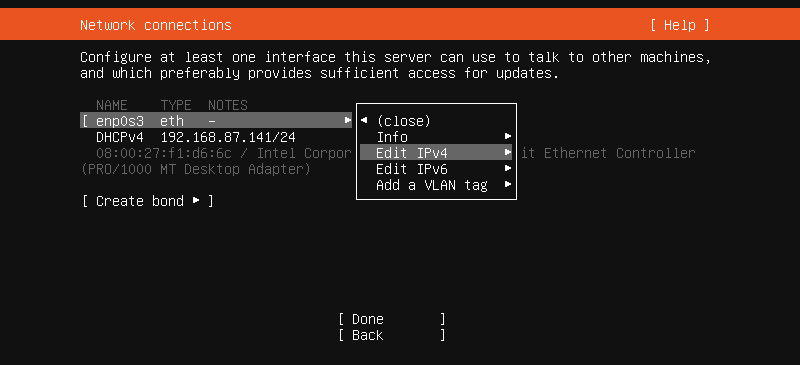 Network connections [ Help ]
Configure at least one interface this server can use to talk to other machines,
and which preferably provides sufficient access for updates.
NAME TYPE NOTES
[ enp0s3 eth - ▸
DHCPv4 192.168.87.141/24
08:00:27:f1:d6:6c / Intel Corpor it Ethernet Controller
(PRO/1000 MT Desktop Adapter)
◂ (close)
Info ▸
Edit IPv4 ▸
Edit IPv6 ▸
Add a VLAN tag ▸
[ Create bond ▸ ]
[ Done ]
[ Back ]